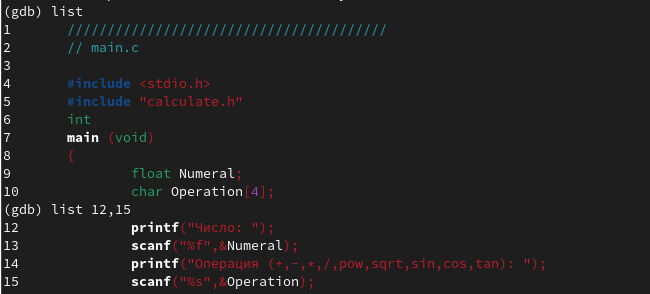 (gdb) list
1 ////////////////////////////////////////
2 // main.c
3
4 #include <stdio.h>
5 #include "calculate.h"
6 int
7 main (void)
8 {
9 float Numeral;
10 char Operation[4];
(gdb) list 12,15
12 printf("Число: ");
13 scanf("%f",&Numeral);
14 printf("Операция (+,-,*,/,pow,sqrt,sin,cos,tan): ");
15 scanf("%s",&Operation);